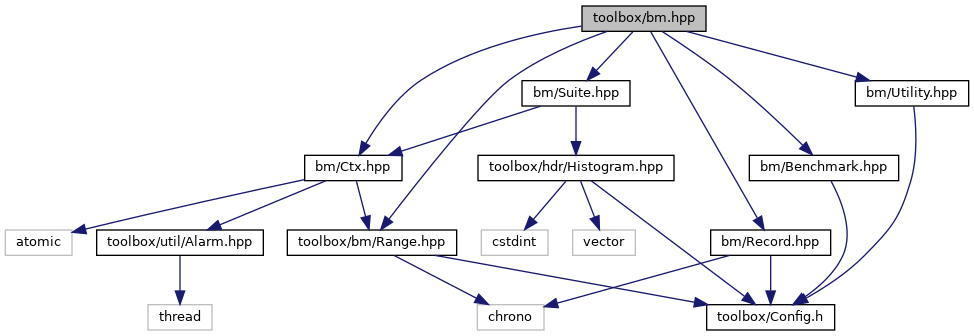 toolbox/bm.hpp
bm/Suite.hpp
bm/Utility.hpp
bm/Ctx.hpp
toolbox/hdr/Histogram.hpp
bm/Benchmark.hpp
atomic
toolbox/util/Alarm.hpp
toolbox/bm/Range.hpp
cstdint
vector
bm/Record.hpp
thread
chrono
toolbox/Config.h